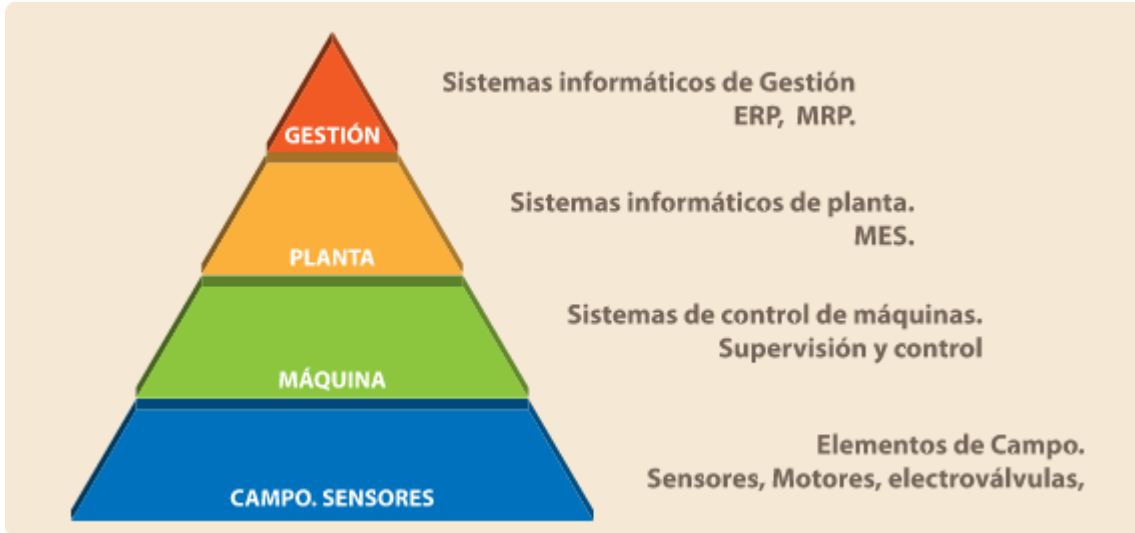 Sistemas informáticos de Gestión
ERP, MRP.
GESTIÓN
Sistemas informáticos de planta.
MES.
PLANTA
Sistemas de control de máquinas.
Supervisión y control
MÁQUINA
Elementos de Campo.
Sensores, Motores, electroválvulas,
CAMPO. SENSORES